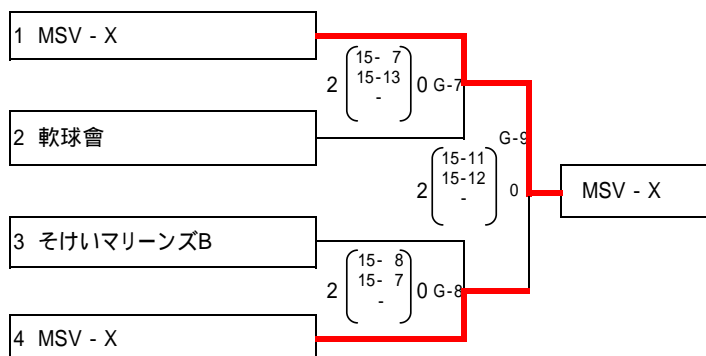 1 MSV - X
15- 7
15-13
-
2 0 G-7
2 軟球會
G-9
15-11
15-12
-
2 0
MSV - X
3 そけいマリーンズB
15- 8
15- 7
-
2 0 G-8
4 MSV - X